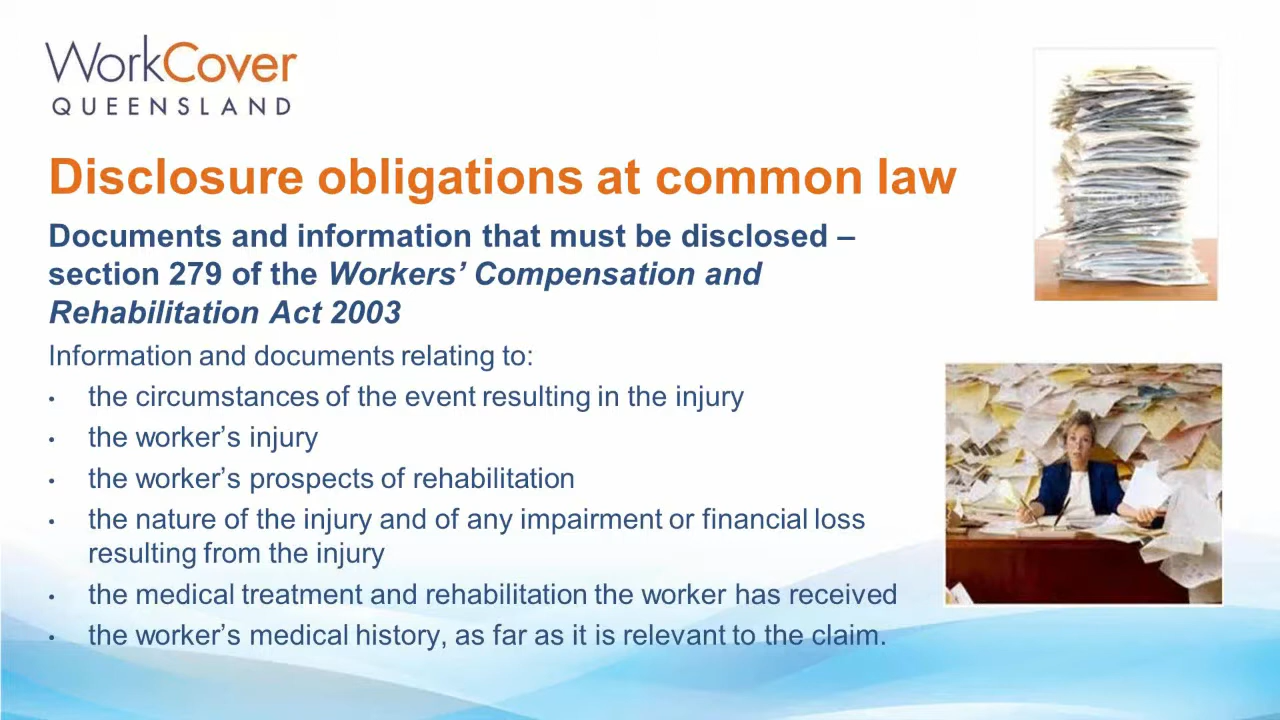 WorkCover
QUEENSLAND
Disclosure obligations at common law
Documents and information that must be disclosed –
section 279 of the Workers’ Compensation and
Rehabilitation Act 2003
Information and documents relating to:
• the circumstances of the event resulting in the injury
• the worker’s injury
• the worker’s prospects of rehabilitation
• the nature of the injury and of any impairment or financial loss
resulting from the injury
• the medical treatment and rehabilitation the worker has received
• the worker’s medical history, as far as it is relevant to the claim.